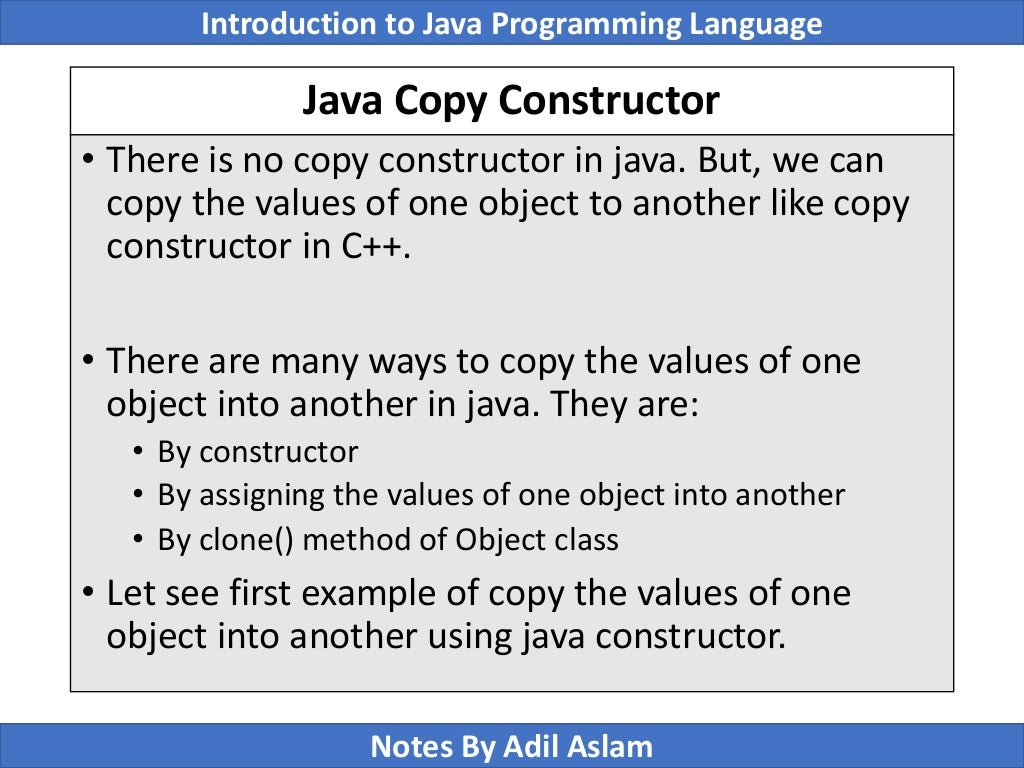 Introduction to Java Programming Language
Java Copy Constructor
• There is no copy constructor in java. But, we can
copy the values of one object to another like copy
constructor in C++.
• There are many ways to copy the values of one
object into another in java. They are:
• By constructor
• By assigning the values of one object into another
• By clone() method of Object class
• Let see first example of copy the values of one
object into another using java constructor.
Notes By Adil Aslam